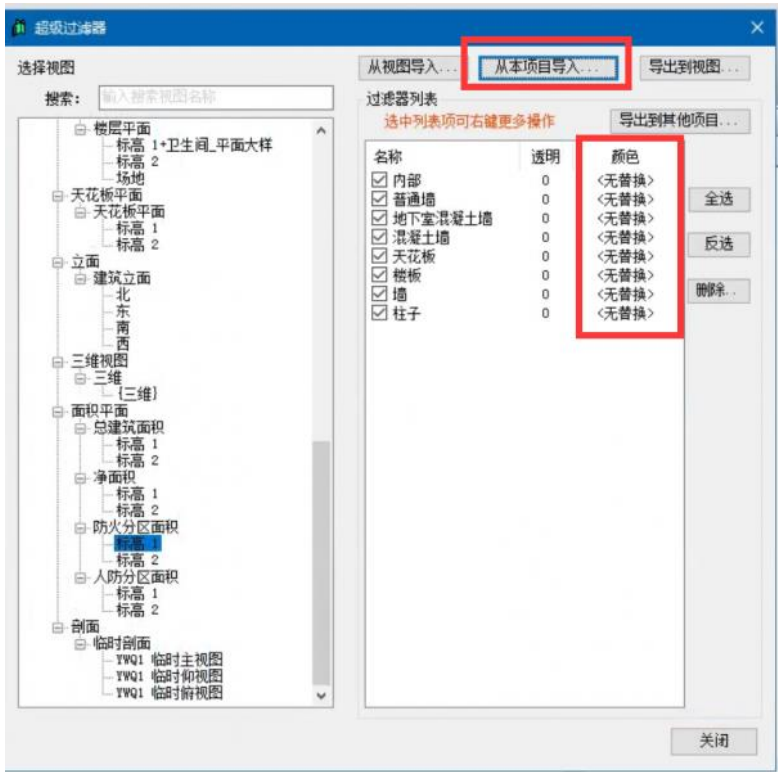 超级过滤器
选择视图
搜索: 输入搜索视图名称
楼层平面
标高 1+卫生间_平面大样
标高 2
场地
天花板平面
天花板平面
标高 1
标高 2
立面
建筑立面
北
东
南
西
三维视图
三维
{三维}
面积平面
总建筑面积
标高 1
标高 2
净面积
标高 1
标高 2
防火分区面积
标高 1
标高 2
人防分区面积
标高 1
标高 2
剖面
临时剖面
YWQ1 临时主视图
YWQ1 临时仰视图
YWQ1 临时俯视图
从视图导入... 从本项目导入... 导出到视图...
过滤器列表
选中列表项可右键更多操作 导出到其他项目...
名称 透明 颜色
内部 0 <无替换>
普通墙 0 <无替换>
地下室混凝土墙 0 <无替换>
混凝土墙 0 <无替换>
天花板 0 <无替换>
楼板 0 <无替换>
墙 0 <无替换>
柱子 0 <无替换>
全选
反选
删除...
关闭